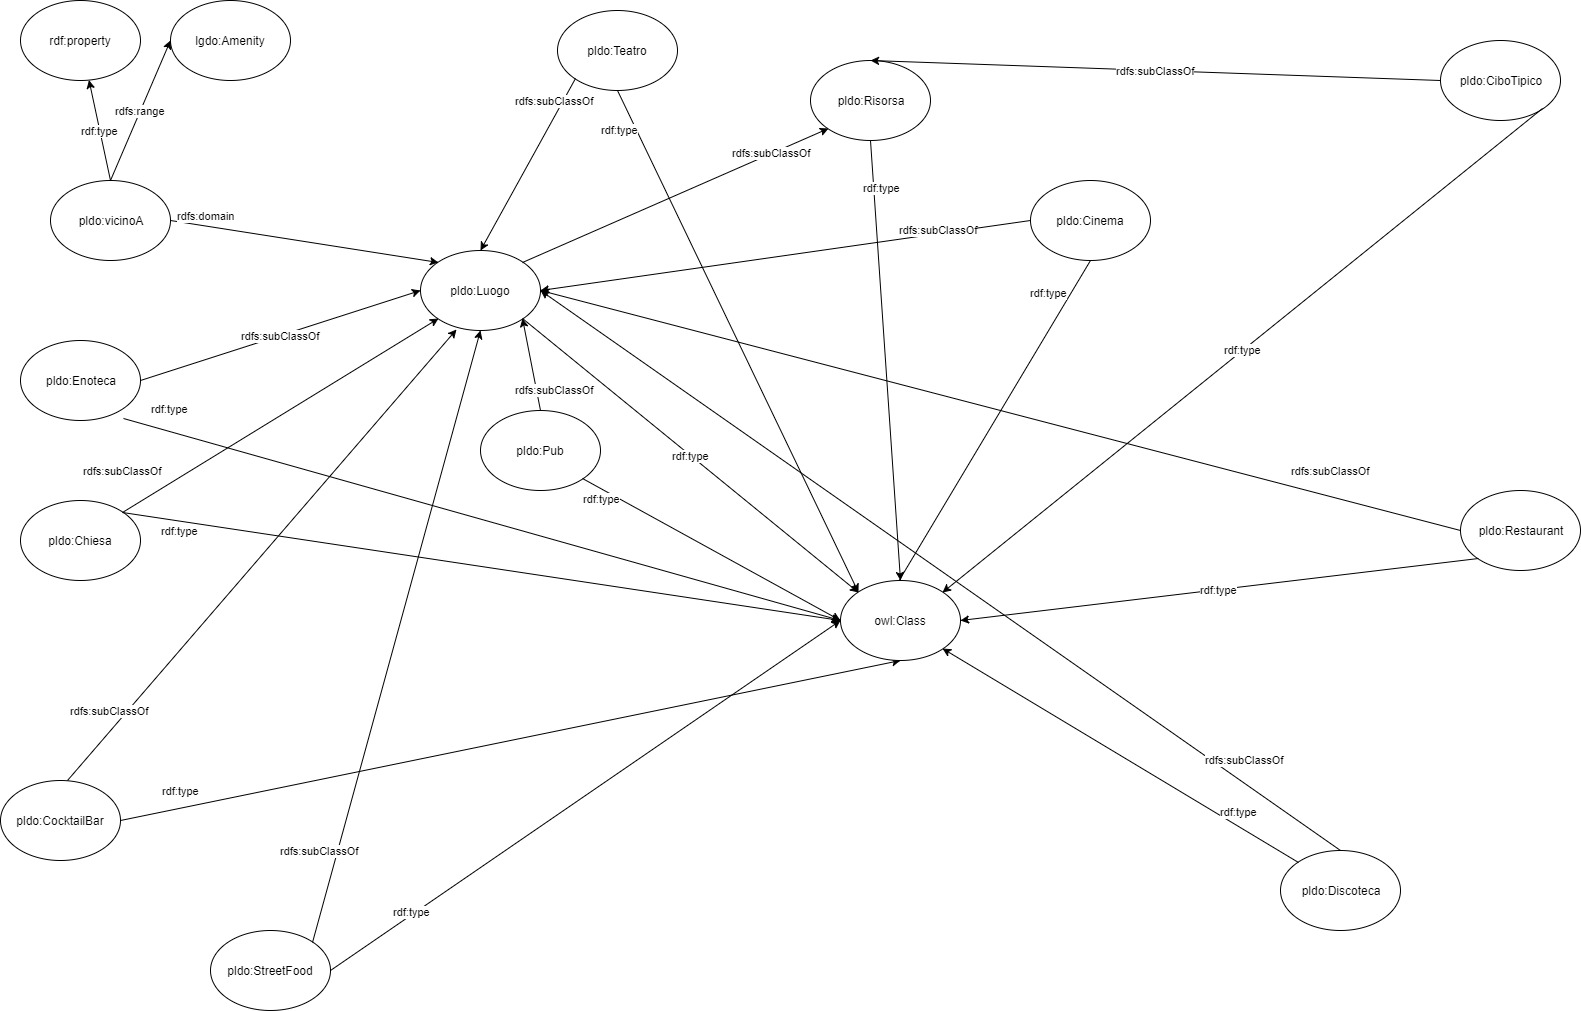 rdf:property
lgdo:Amenity
pldo:Teatro
pldo:CiboTipico
rdfs:subClassOf
pldo:Risorsa
rdfs:subClassOf
rdfs:range
rdf:type
rdf:type
rdfs:subClassOf
rdf:type
pldo:vicinoA
rdfs:domain
pldo:Cinema
rdfs:subClassOf
pldo:Luogo
rdf:type
rdfs:subClassOf
rdf:type
pldo:Enoteca
rdfs:subClassOf
rdf:type
pldo:Pub
rdf:type
rdfs:subClassOf
rdfs:subClassOf
rdf:type
pldo:Chiesa
rdf:type
pldo:Restaurant
rdf:type
owl:Class
rdfs:subClassOf
rdfs:subClassOf
rdf:type
pldo:CocktailBar
rdf:type
rdfs:subClassOf
pldo:Discoteca
rdf:type
pldo:StreetFood